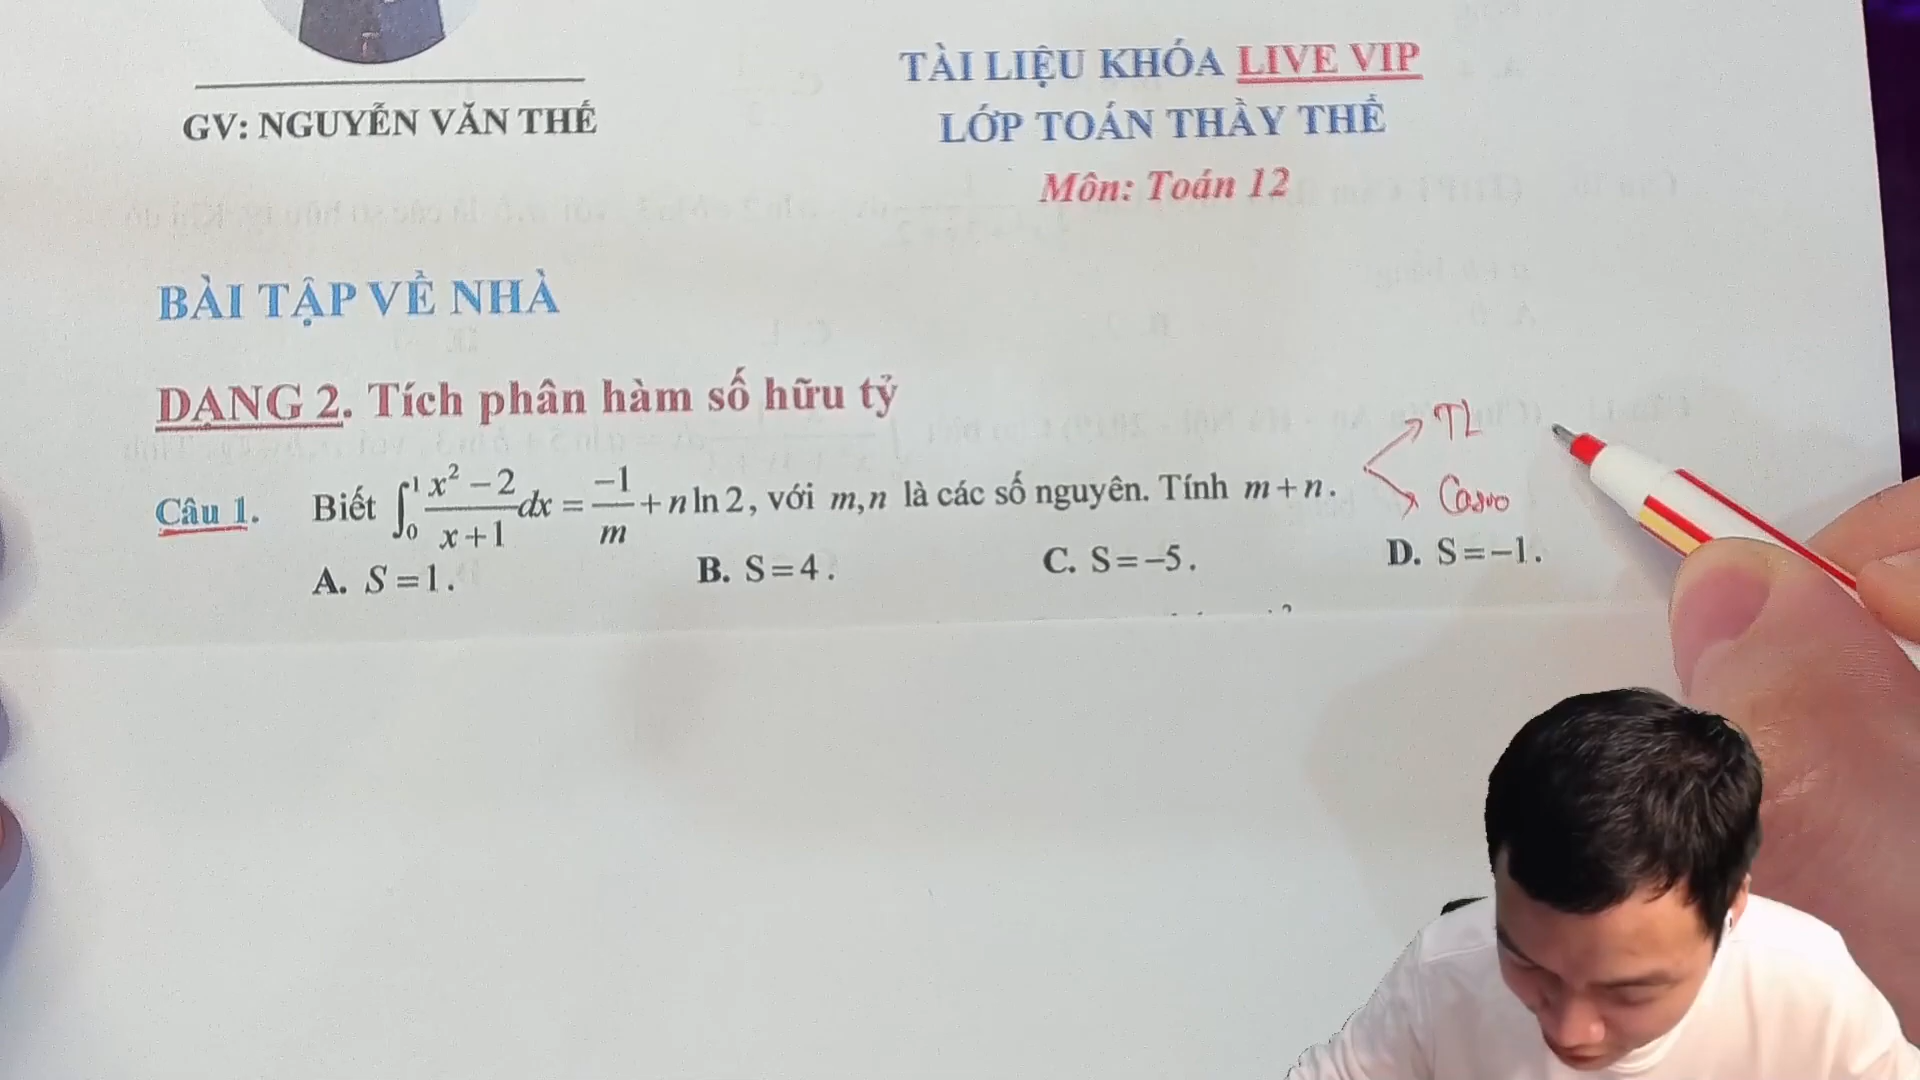 GV: NGUYỄN VĂN THẾ
TÀI LIỆU KHÓA LIVE VIP
LỚP TOÁN THẦY THẾ
Môn: Toán 12
BÀI TẬP VỀ NHÀ
DẠNG 2. Tích phân hàm số hữu tỷ
Câu 1. Biết ∫₀¹ (x² − 2)/(x + 1) dx = −1/m + n ln 2, với m, n là các số nguyên. Tính m + n.
TL
Casio
A. S = 1. B. S = 4. C. S = −5. D. S = −1.